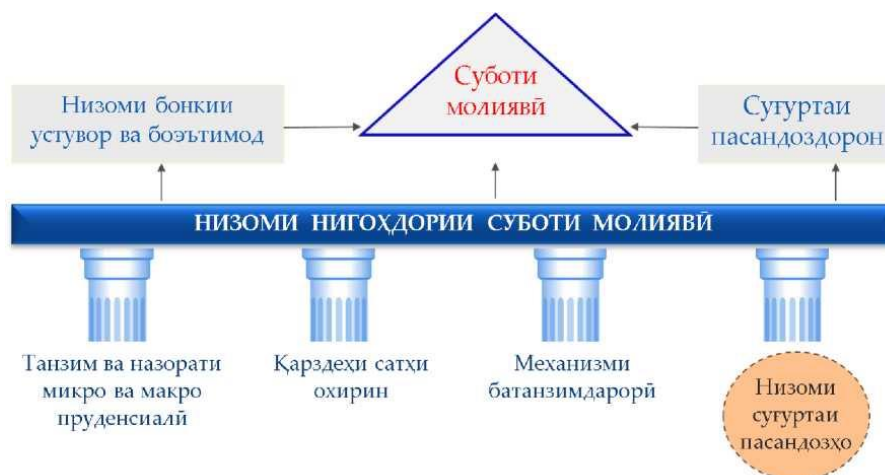 Суботи
молиявӣ
Низоми бонкии
устувор ва боэътимод
Суғуртаи
пасандоздорон
НИЗОМИ НИГОҲДОРИИ СУБОТИ МОЛИЯВӢ
Танзим ва назорати
микро ва макро
пруденсиалӣ
Қарздеҳи сатҳи
охирин
Механизми
батанзимдарорӣ
Низоми
суғуртаи
пасандозҳо